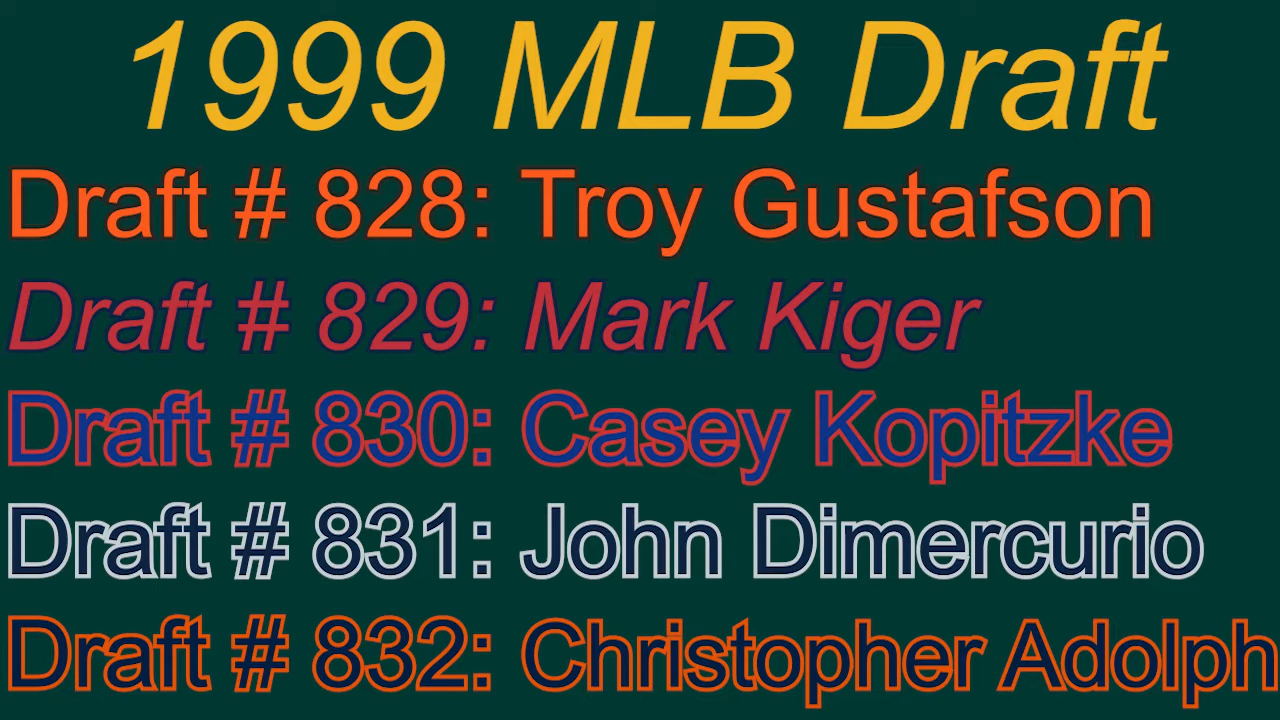 1999 MLB Draft
Draft # 828: Troy Gustafson
Draft # 829: Mark Kiger
Draft # 830: Casey Kopitzke
Draft # 831: John Dimercurio
Draft # 832: Christopher Adolph